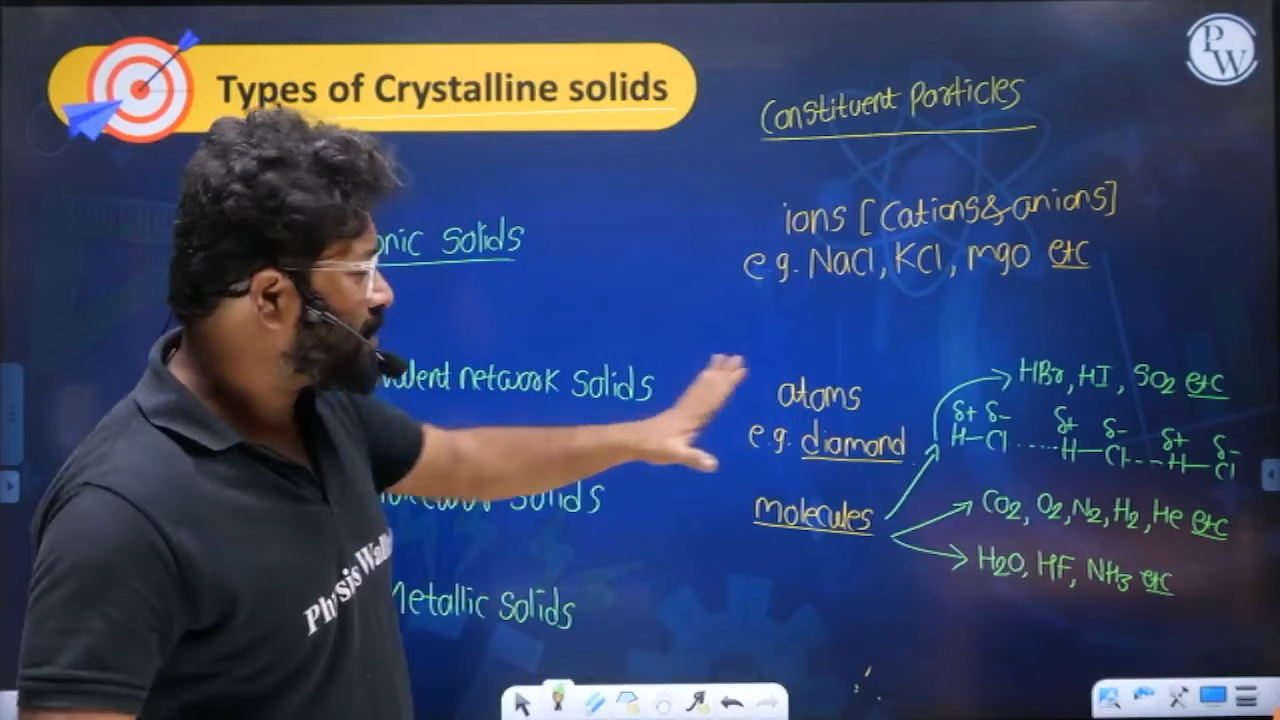 Types of Crystalline solids
PW
Constituent Particles
onic solids
ions [Cations & anions]
e.g. NaCl, KCl, mgo etc
network solids
atoms
e.g. diamond
HBr, HI, SO2 etc
δ+ δ- δ+ δ- δ+ δ-
H—Cl ..... H—Cl --- H—Cl
molecules
CO2, O2, N2, H2, He etc
solids
H2O, HF, NH3 etc
Metallic solids